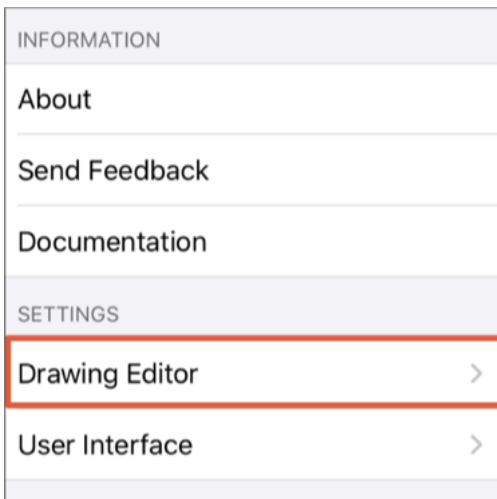 INFORMATION
About
Send Feedback
Documentation
SETTINGS
Drawing Editor
User Interface